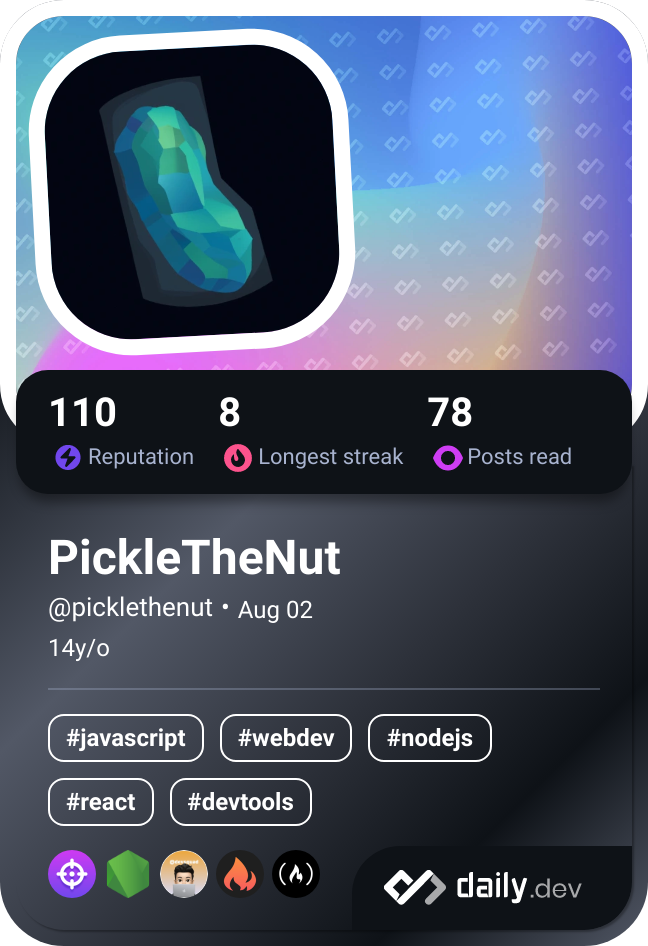 110 8 78
Reputation Longest streak Posts read
PickleTheNut
@picklethenut • Aug 02
14y/o
#javascript #webdev #nodejs
#react #devtools
daily.dev